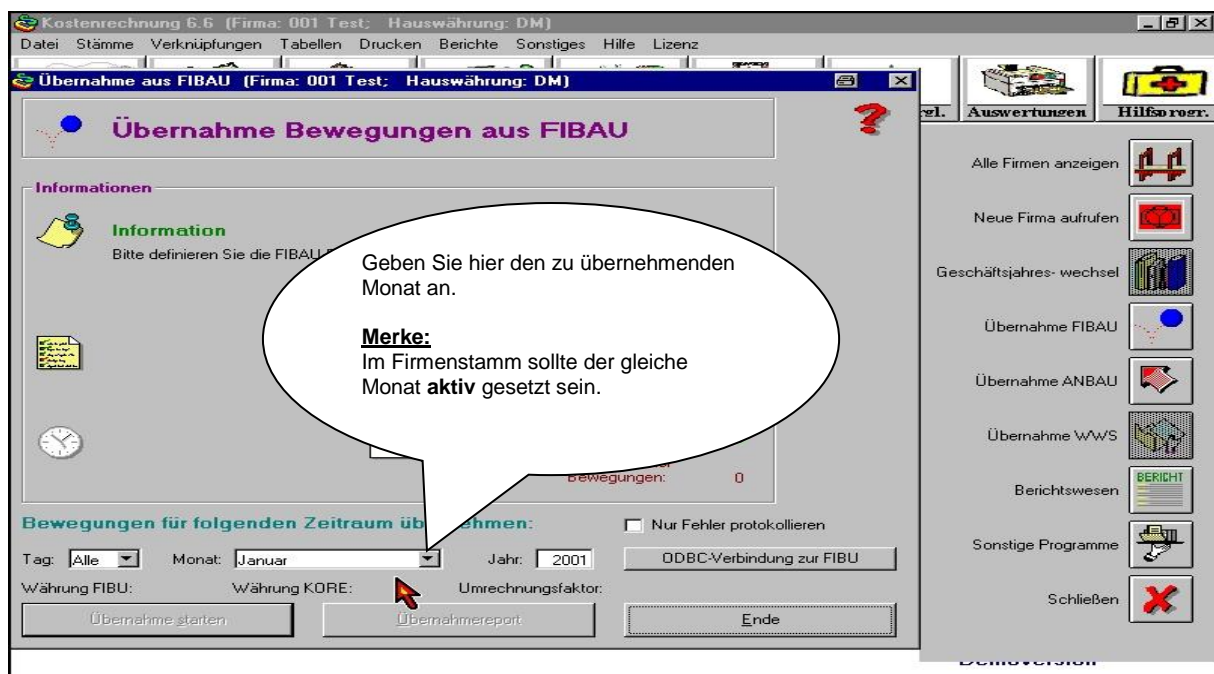 Kostenrechnung 6.6 (Firma: 001 Test; Hauswährung: DM)
Datei Stämme Verknüpfungen Tabellen Drucken Berichte Sonstiges Hilfe Lizenz
Übernahme aus FIBAU (Firma: 001 Test; Hauswährung: DM)
Auswertungen
Hilfsprogr.
Übernahme Bewegungen aus FIBAU
Informationen
Information
Bitte definieren Sie die FIBAU
Geben Sie hier den zu übernehmenden
Monat an.
Merke:
Im Firmenstamm sollte der gleiche
Monat aktiv gesetzt sein.
Bewegungen: 0
Bewegungen für folgenden Zeitraum
Nur Fehler protokollieren
Tag: Alle Monat: Januar Jahr: 2001
ODBC-Verbindung zur FIBU
Währung FIBU: Währung KORE: Umrechnungsfaktor:
Übernahme starten
Übernahmereport
Ende
Alle Firmen anzeigen
Neue Firma aufrufen
Geschäftsjahres- wechsel
Übernahme FIBAU
Übernahme ANBAU
Übernahme WWS
Berichtswesen
BERICHT
Sonstige Programme
Schließen